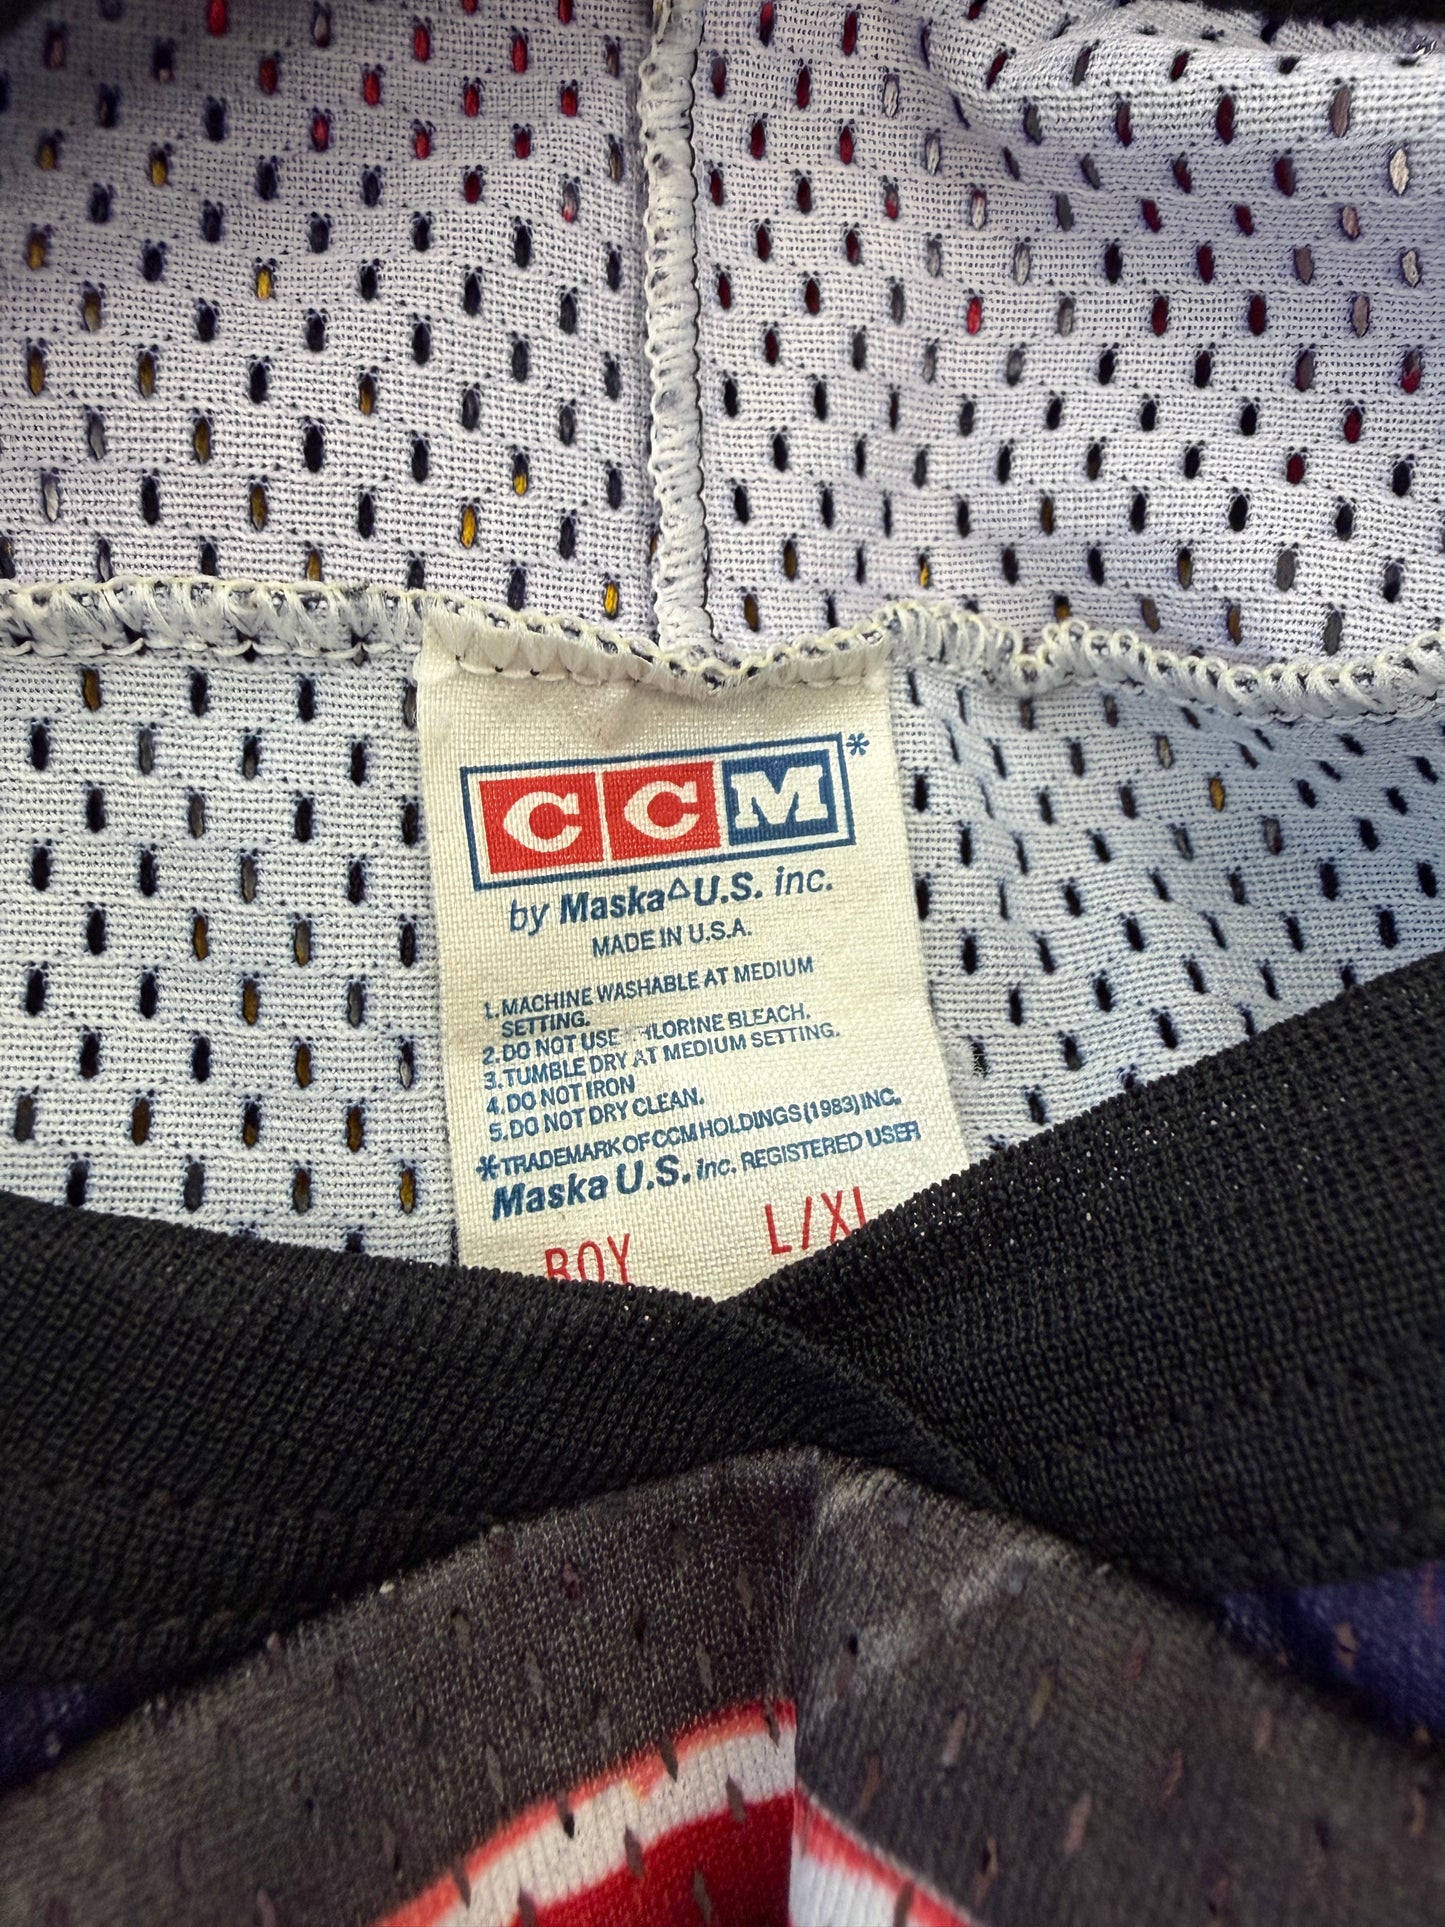 CCM*
by Maska△U.S. inc.
MADE IN U.S.A.
1. MACHINE WASHABLE AT MEDIUM
SETTING.
2. DO NOT USE CHLORINE BLEACH.
3. TUMBLE DRY AT MEDIUM SETTING.
4. DO NOT IRON
5. DO NOT DRY CLEAN.
*TRADEMARK OF CCM HOLDINGS (1983) INC.
Maska U.S. inc. REGISTERED USER
BOY L/XL